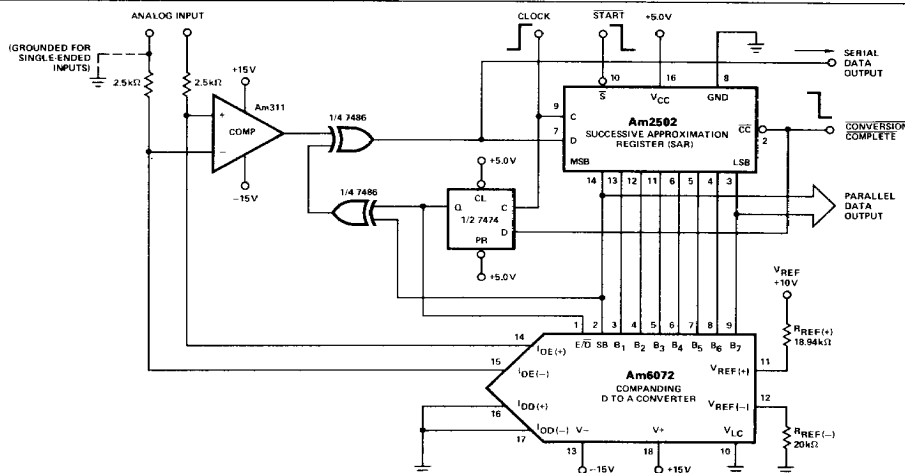 ANALOG INPUT
(GROUNDED FOR
SINGLE-ENDED
INPUTS)
2.5kΩ
2.5kΩ
+15V
Am311
+
COMP
−
−15V
1/4 7486
1/4 7486
CLOCK
START
+5.0V
SERIAL
DATA
OUTPUT
10
16
8
S
VCC
GND
9
C
Am2502
7
D
SUCCESSIVE APPROXIMATION
REGISTER (SAR)
CC
2
CONVERSION
COMPLETE
MSB
LSB
14 13 12 11 6 5 4 3
PARALLEL
DATA
OUTPUT
+5.0V
CL
Q
C
1/2 7474
D
PR
+5.0V
VREF
+10V
RREF(+)
18.94kΩ
1 2 3 4 5 6 7 8 9
E/D SB B1 B2 B3 B4 B5 B6 B7
14
IOE(+)
15
IOE(−)
Am6072
COMPANDING
D TO A CONVERTER
VREF(+)
11
VREF(−)
12
RREF(−)
20kΩ
16
IOD(+)
17
IOD(−)
V−
V+
VLC
13
18
10
−15V
+15V